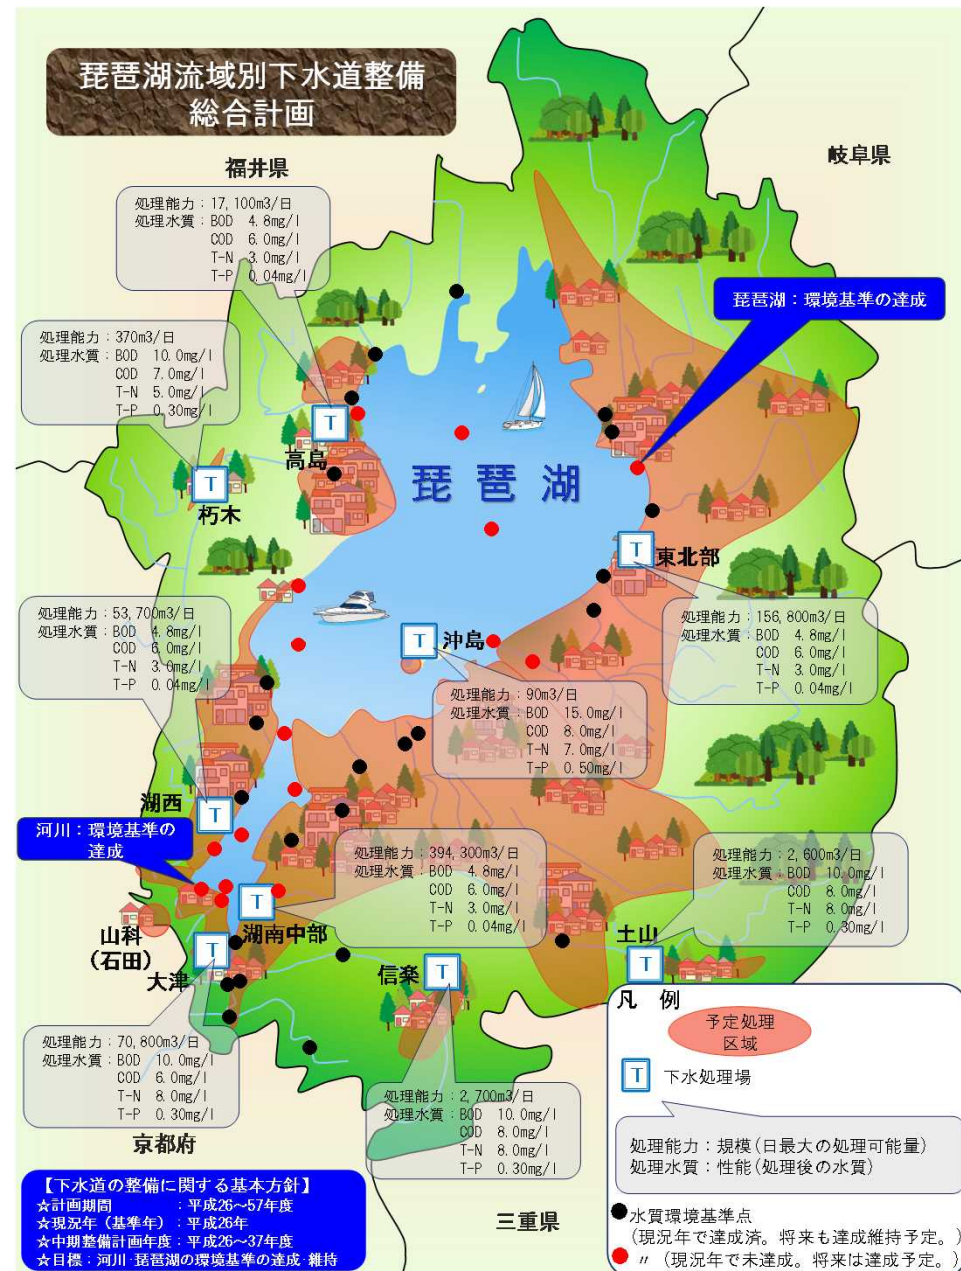 琵琶湖流域別下水道整備
総合計画
福井県
岐阜県
処理能力：17,100m3/日
処理水質：BOD 4.8mg/l
COD 6.0mg/l
T-N 3.0mg/l
T-P 0.04mg/l
琵琶湖：環境基準の達成
処理能力：370m3/日
処理水質：BOD 10.0mg/l
COD 7.0mg/l
T-N 5.0mg/l
T-P 0.30mg/l
T
高島
琵琶湖
T
朽木
T
東北部
処理能力：53,700m3/日
処理水質：BOD 4.8mg/l
COD 6.0mg/l
T-N 3.0mg/l
T-P 0.04mg/l
処理能力：156,800m3/日
処理水質：BOD 4.8mg/l
COD 6.0mg/l
T-N 3.0mg/l
T-P 0.04mg/l
T
沖島
処理能力：90m3/日
処理水質：BOD 15.0mg/l
COD 8.0mg/l
T-N 7.0mg/l
T-P 0.50mg/l
湖西
T
河川：環境基準の
達成
処理能力：394,300m3/日
処理水質：BOD 4.8mg/l
COD 6.0mg/l
T-N 3.0mg/l
T-P 0.04mg/l
処理能力：2,600m3/日
処理水質：BOD 10.0mg/l
COD 8.0mg/l
T-N 8.0mg/l
T-P 0.30mg/l
T
湖南中部
山科
（石田）
T
大津
信楽
T
土山
T
処理能力：70,800m3/日
処理水質：BOD 10.0mg/l
COD 6.0mg/l
T-N 8.0mg/l
T-P 0.30mg/l
処理能力：2,700m3/日
処理水質：BOD 10.0mg/l
COD 8.0mg/l
T-N 8.0mg/l
T-P 0.30mg/l
京都府
三重県
凡 例
予定処理
区域
T 下水処理場
処理能力：規模(日最大の処理可能量)
処理水質：性能(処理後の水質)
水質環境基準点
(現況年で達成済。将来も達成維持予定。)
〃 (現況年で未達成。将来は達成予定。)
【下水道の整備に関する基本方針】
☆計画期間 ：平成26～57年度
☆現況年（基準年）：平成26年
☆中期整備計画年度：平成26～37年度
☆目標：河川・琵琶湖の環境基準の達成・維持